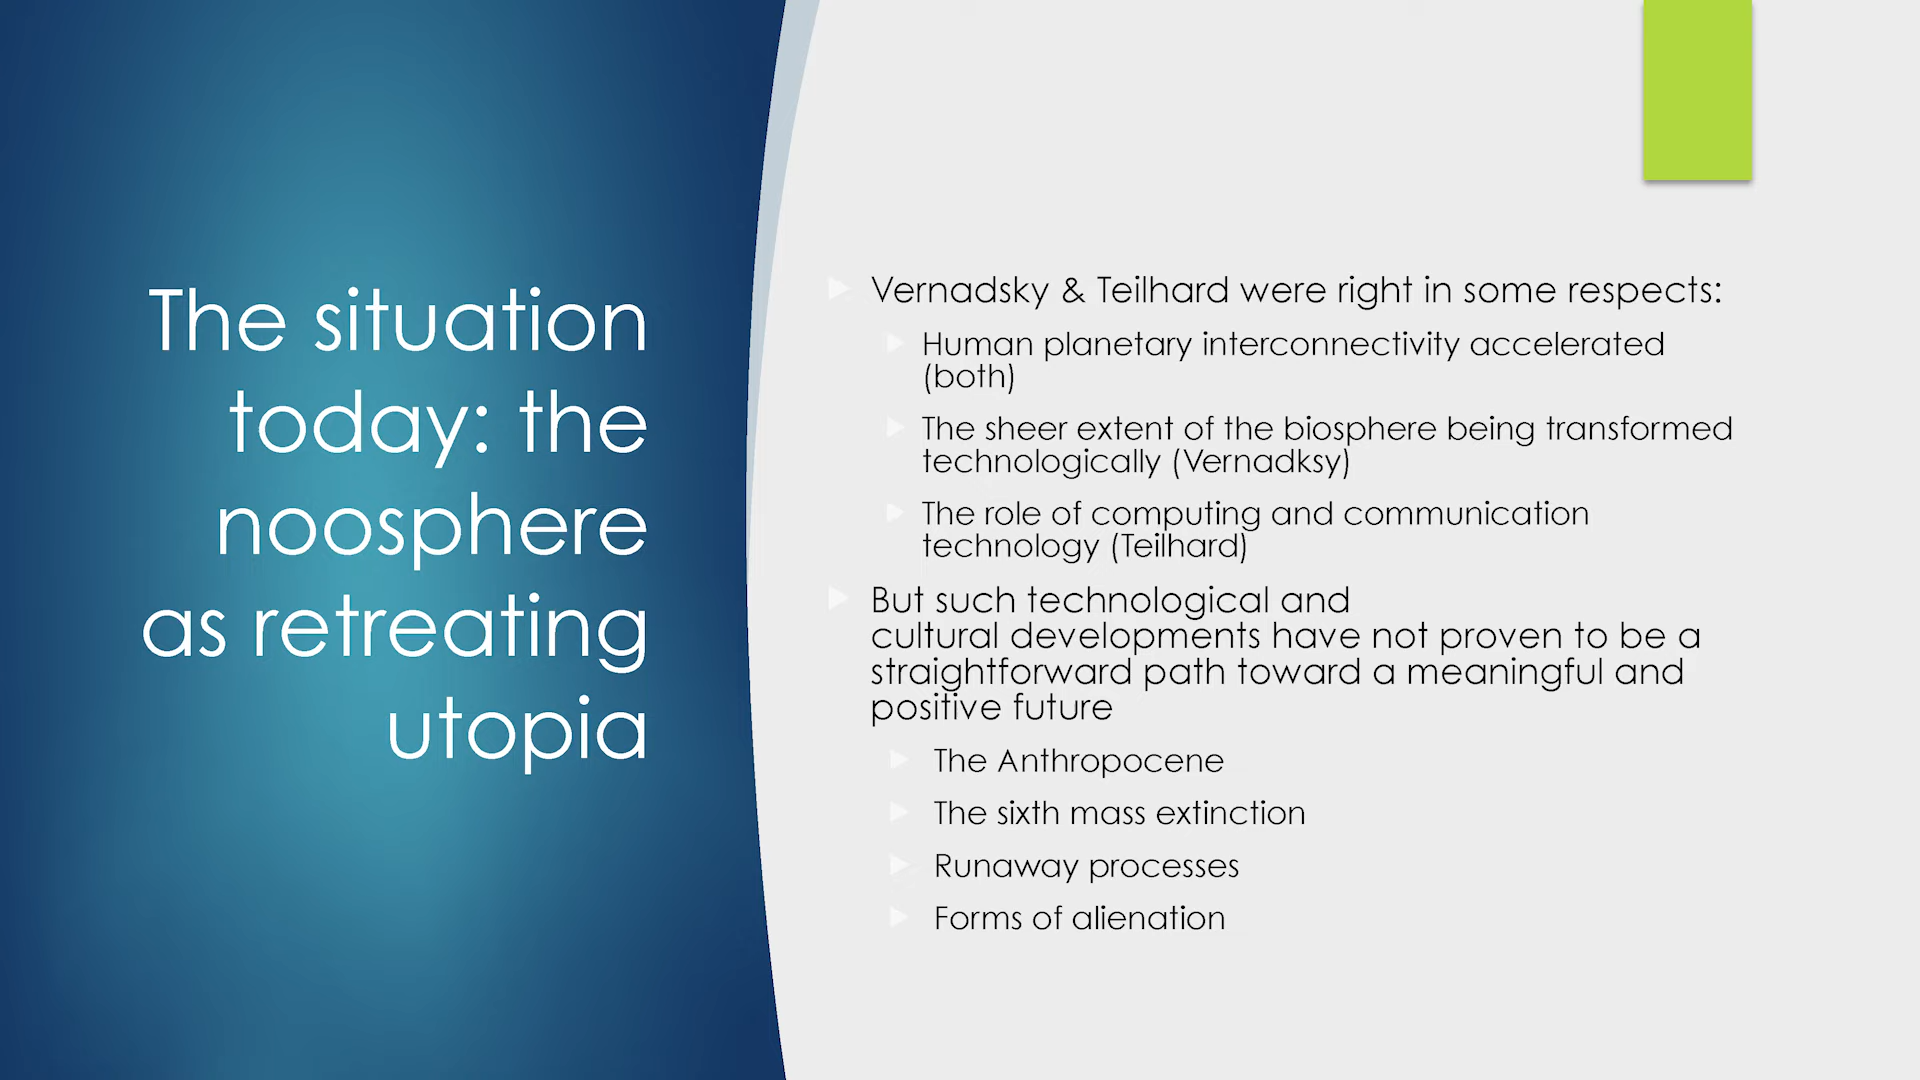 The situation
today: the
noosphere
as retreating
utopia
Vernadsky & Teilhard were right in some respects:
Human planetary interconnectivity accelerated
(both)
The sheer extent of the biosphere being transformed
technologically (Vernadksy)
The role of computing and communication
technology (Teilhard)
But such technological and
cultural developments have not proven to be a
straightforward path toward a meaningful and
positive future
The Anthropocene
The sixth mass extinction
Runaway processes
Forms of alienation